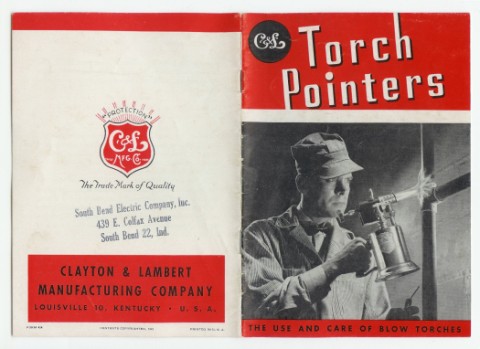 "PROTECTION"
C&L
MFG. CO.
The Trade Mark of Quality
South Bend Electric Company, Inc.
439 E. Colfax Avenue
South Bend 22, Ind.
CLAYTON & LAMBERT
MANUFACTURING COMPANY
LOUISVILLE 10, KENTUCKY • U. S. A.
C&L
Torch
Pointers
THE USE AND CARE OF BLOW TORCHES